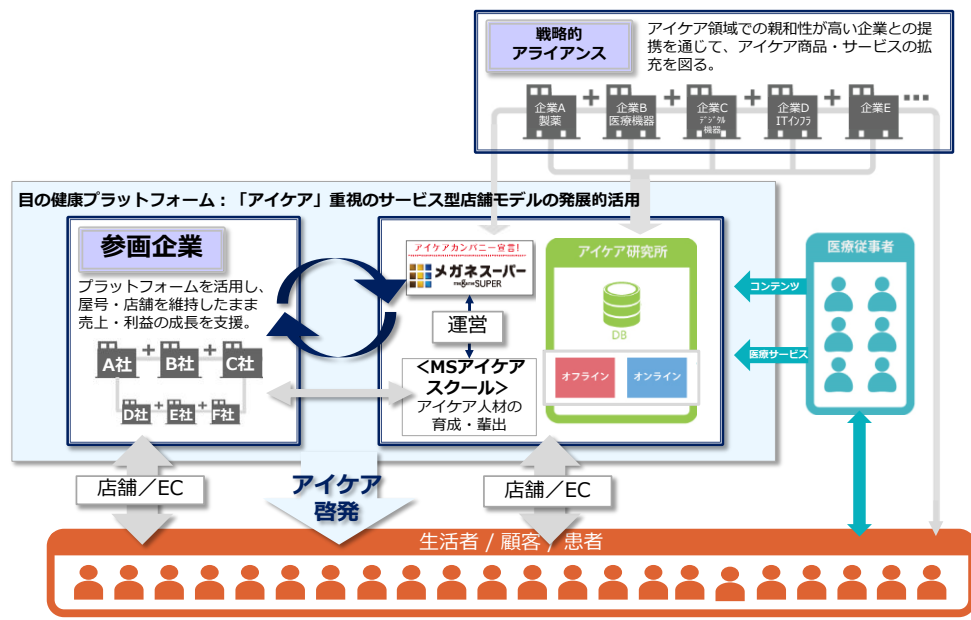 戦略的
アライアンス
アイケア領域での親和性が高い企業との提
携を通じて、アイケア商品・サービスの拡
充を図る。
企業A
製薬
+
企業B
医療機器
+
企業C
デジタル
機器
+
企業D
ITインフラ
+
企業E
…
目の健康プラットフォーム：「アイケア」重視のサービス型店舗モデルの発展的活用
参画企業
プラットフォームを活用し、
屋号・店舗を維持したまま
売上・利益の成長を支援。
A社
+
B社
+
C社
D社
+
E社
+
F社
アイケアカンパニー宣言!
メガネスーパー
MEGANE SUPER
運営
<MSアイケア
スクール>
アイケア人材の
育成・輩出
アイケア研究所
DB
オフライン
オンライン
コンテンツ
医療サービス
医療従事者
店舗／EC
アイケア
啓発
店舗／EC
生活者 / 顧客 / 患者